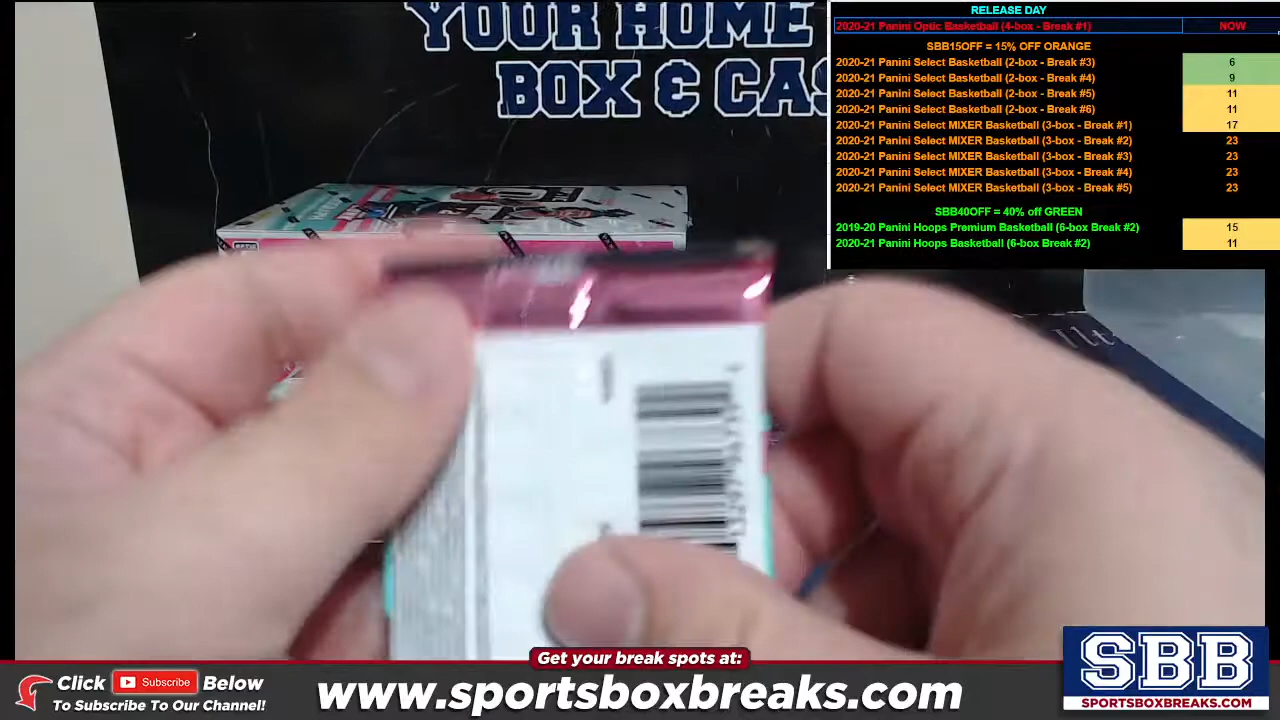 YOUR HOME
BOX & CAS
RELEASE DAY
2020-21 Panini Optic Basketball (4-box - Break #1) NOW
SBB15OFF = 15% OFF ORANGE
2020-21 Panini Select Basketball (2-box - Break #3) 6
2020-21 Panini Select Basketball (2-box - Break #4) 9
2020-21 Panini Select Basketball (2-box - Break #5) 11
2020-21 Panini Select Basketball (2-box - Break #6) 11
2020-21 Panini Select MIXER Basketball (3-box - Break #1) 17
2020-21 Panini Select MIXER Basketball (3-box - Break #2) 23
2020-21 Panini Select MIXER Basketball (3-box - Break #3) 23
2020-21 Panini Select MIXER Basketball (3-box - Break #4) 23
2020-21 Panini Select MIXER Basketball (3-box - Break #5) 23
SBB40OFF = 40% off GREEN
2019-20 Panini Hoops Premium Basketball (6-box Break #2) 15
2020-21 Panini Hoops Basketball (6-box Break #2) 11
Get your break spots at:
Click Subscribe Below
To Subscribe To Our Channel!
www.sportsboxbreaks.com
SBB
SPORTSBOXBREAKS.COM